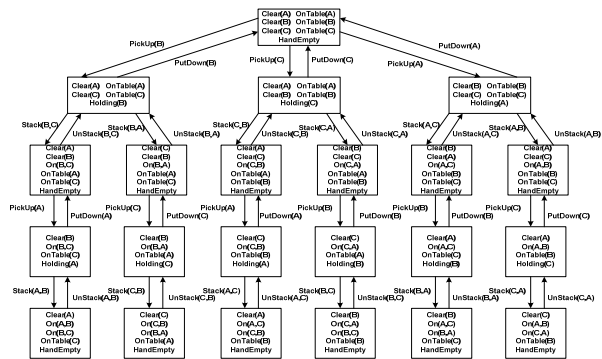 Clear(A) OnTable(A)
Clear(B) OnTable(B)
Clear(C) OnTable(C)
HandEmpty
PickUp(B)
PutDown(B)
PickUp(C)
PutDown(C)
PutDown(A)
PickUp(A)
Clear(A) OnTable(A)
Clear(C) OnTable(C)
Holding(B)
Clear(A) OnTable(A)
Clear(B) OnTable(B)
Holding(C)
Clear(B) OnTable(B)
Clear(C) OnTable(C)
Holding(A)
Stack(B,C)
UnStack(B,C)
Stack(B,A)
UnStack(B,A)
Stack(C,B)
UnStack(C,B)
Stack(C,A)
UnStack(C,A)
Stack(A,C)
UnStack(A,C)
Stack(A,B)
UnStack(A,B)
Clear(A)
Clear(B)
On(B,C)
OnTable(A)
OnTable(C)
HandEmpty
Clear(C)
Clear(B)
On(B,A)
OnTable(A)
OnTable(C)
HandEmpty
Clear(A)
Clear(C)
On(C,B)
OnTable(A)
OnTable(B)
HandEmpty
Clear(B)
Clear(C)
On(C,A)
OnTable(A)
OnTable(B)
HandEmpty
Clear(B)
Clear(A)
On(A,C)
OnTable(B)
OnTable(C)
HandEmpty
Clear(C)
Clear(A)
On(A,B)
OnTable(B)
OnTable(C)
HandEmpty
PickUp(A)
PutDown(A)
PickUp(C)
PutDown(C)
PickUp(A)
PutDown(A)
PickUp(B)
PutDown(B)
PickUp(B)
PutDown(B)
PickUp(C)
PutDown(C)
Clear(B)
On(B,C)
OnTable(C)
Holding(A)
Clear(B)
On(B,A)
OnTable(A)
Holding(C)
Clear(C)
On(C,B)
OnTable(B)
Holding(A)
Clear(C)
On(C,A)
OnTable(A)
Holding(B)
Clear(A)
On(A,C)
OnTable(C)
Holding(B)
Clear(A)
On(A,B)
OnTable(B)
Holding(C)
Stack(A,B)
UnStack(A,B)
Stack(C,B)
UnStack(C,B)
Stack(A,C)
UnStack(A,C)
Stack(B,C)
UnStack(B,C)
Stack(B,A)
UnStack(B,A)
Stack(C,A)
UnStack(C,A)
Clear(A)
On(A,B)
On(B,C)
OnTable(C)
HandEmpty
Clear(C)
On(C,B)
On(B,A)
OnTable(A)
HandEmpty
Clear(A)
On(A,C)
On(C,B)
OnTable(B)
HandEmpty
Clear(B)
On(C,A)
On(B,C)
OnTable(A)
HandEmpty
Clear(B)
On(A,C)
On(B,A)
OnTable(C)
HandEmpty
Clear(C)
On(A,B)
On(C,A)
OnTable(B)
HandEmpty